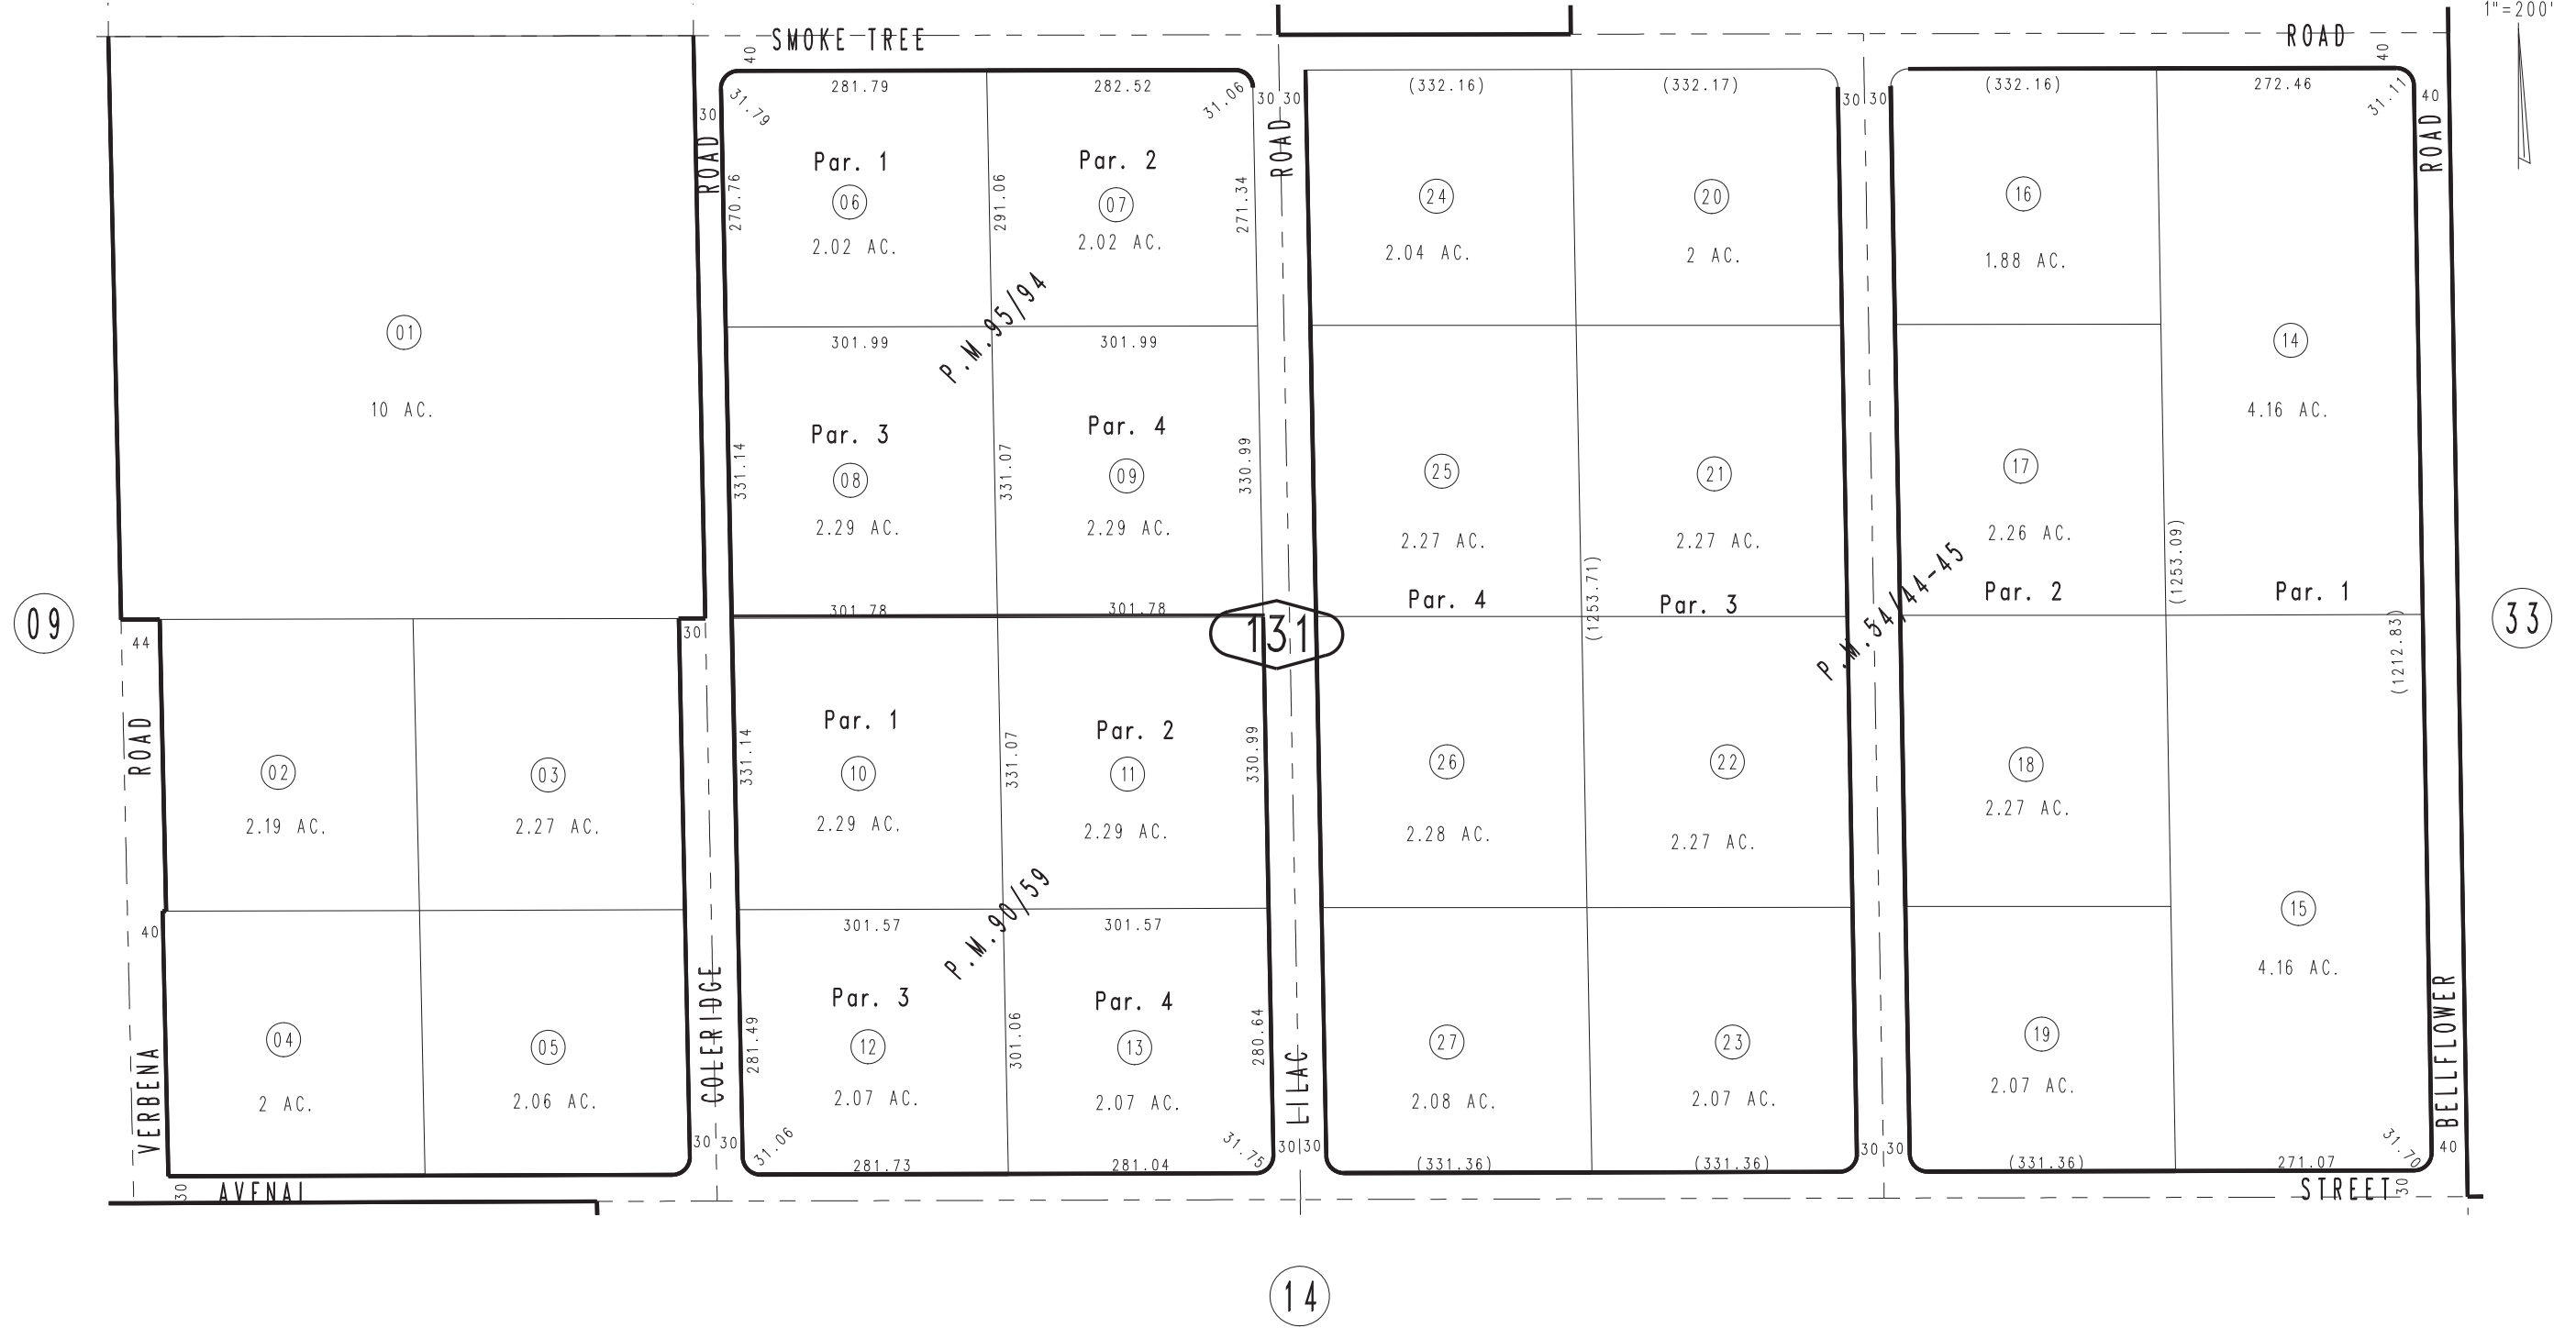 1"=200'
SMOKE TREE
ROAD
40
40
281.79
282.52
(332.16)
(332.17)
(332.16)
272.46
31.79
31.06
31.11
30
30 30
30 30
40
ROAD
ROAD
ROAD
Par. 1
06
2.02 AC.
270.76
291.06
Par. 2
07
2.02 AC.
271.34
24
2.04 AC.
20
2 AC.
16
1.88 AC.
P.M.95/94
01
10 AC.
301.99
301.99
14
4.16 AC.
Par. 3
08
2.29 AC.
331.14
331.07
Par. 4
09
2.29 AC.
330.99
25
2.27 AC.
21
2.27 AC.
17
2.26 AC.
Par. 4
(1253.71)
Par. 3
P.M.54/44-45
Par. 2
(1253.09)
Par. 1
(1212.83)
301.78
301.78
09
131
33
44
30
ROAD
02
2.19 AC.
03
2.27 AC.
Par. 1
10
2.29 AC.
331.14
331.07
Par. 2
11
2.29 AC.
330.99
26
2.28 AC.
22
2.27 AC.
18
2.27 AC.
P.M.90/59
40
301.57
301.57
15
4.16 AC.
VERBENA
04
2 AC.
05
2.06 AC.
COLERIDGE
Par. 3
12
2.07 AC.
281.49
301.06
Par. 4
13
2.07 AC.
280.64
LILAC
27
2.08 AC.
23
2.07 AC.
19
2.07 AC.
BELLFLOWER
30 30
31.06
31.75
30 30
30 30
31.70
40
281.73
281.04
(331.36)
(331.36)
(331.36)
271.07
30
AVENAL
STREET
30
14